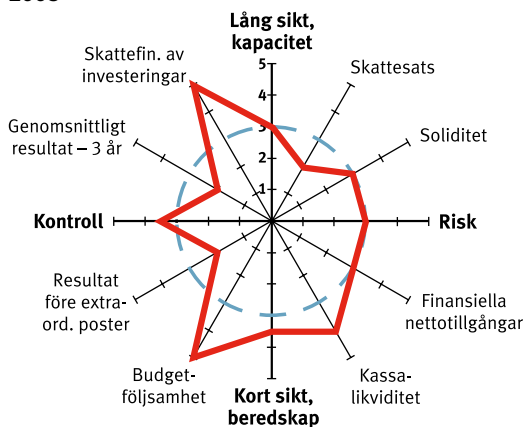 Lång sikt,
kapacitet
Skattefin. av
investeringar
Skattesats
Genomsnittligt
resultat – 3 år
Soliditet
5
4
3
2
1
Kontroll
Risk
Resultat
före extra-
ord. poster
Finansiella
nettotillgångar
Budget-
följsamhet
Kassa-
likviditet
Kort sikt,
beredskap